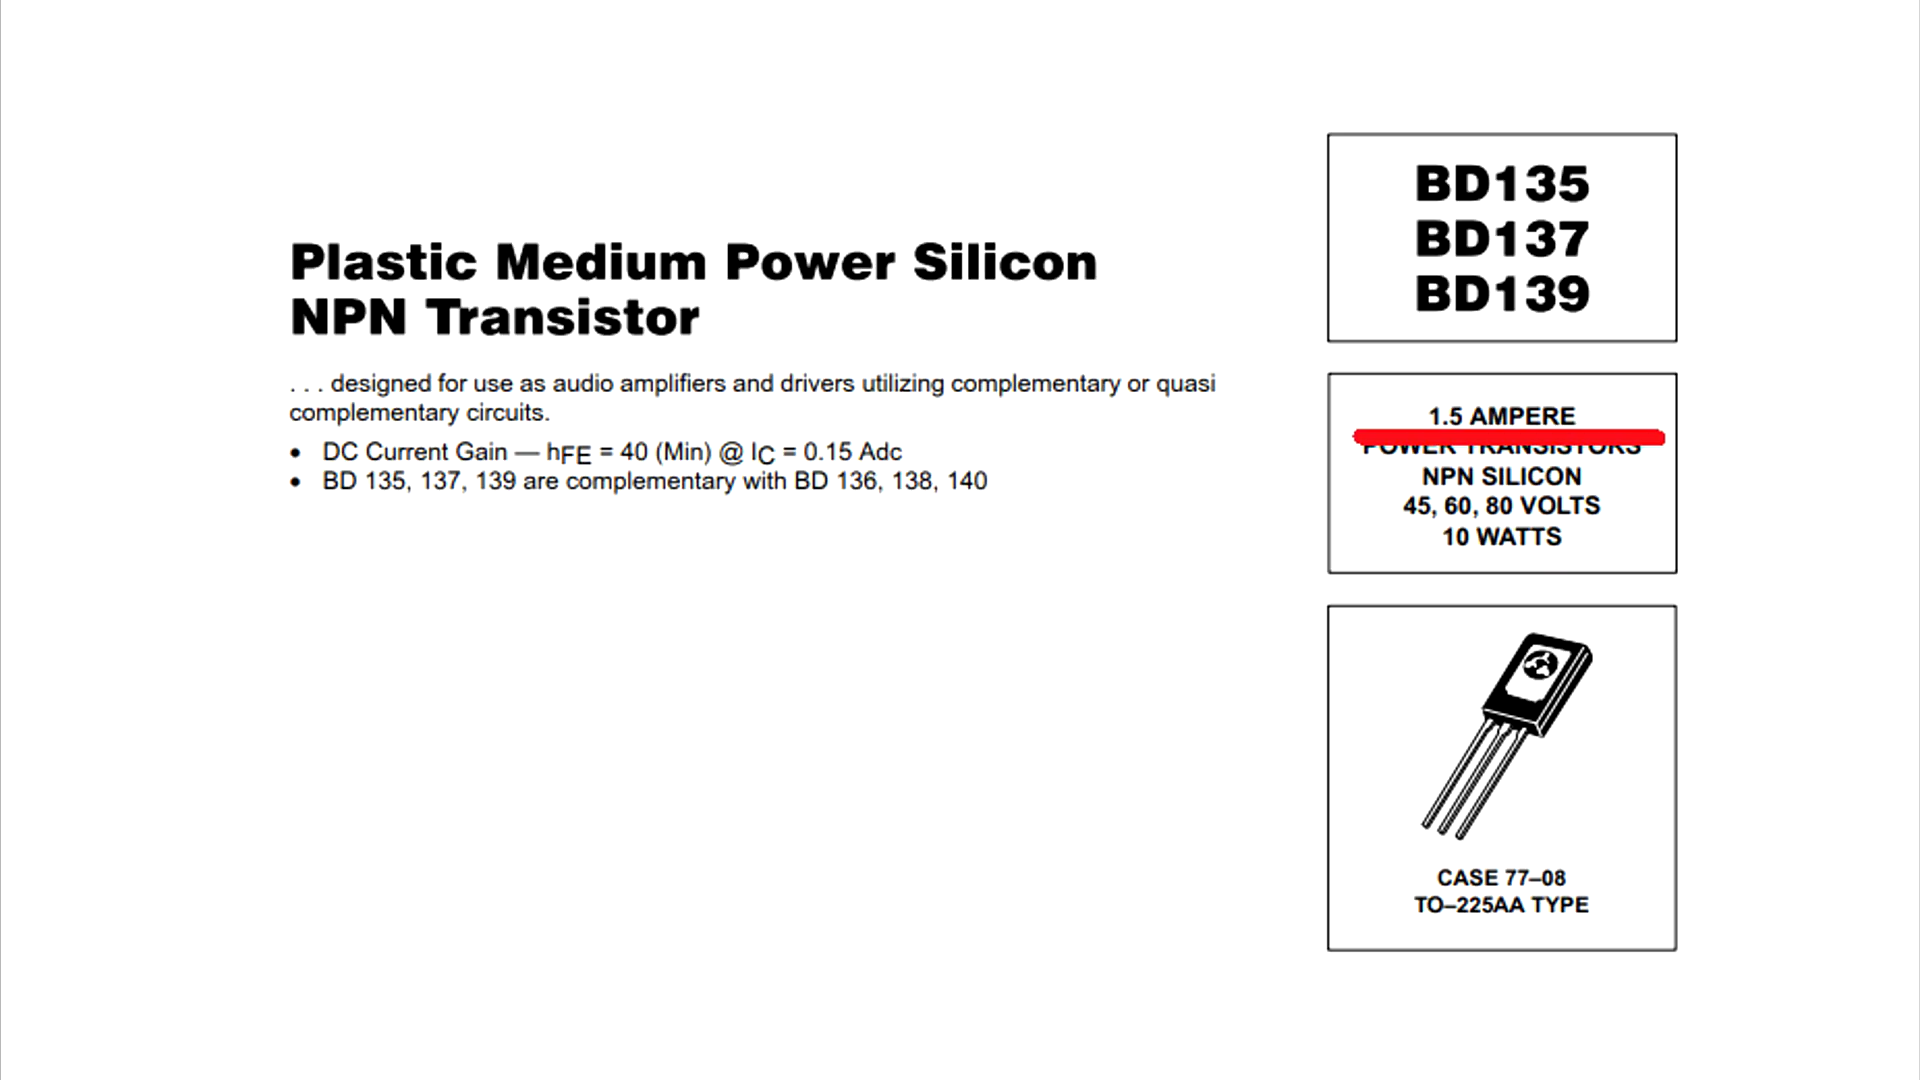 Plastic Medium Power Silicon
NPN Transistor
. . . designed for use as audio amplifiers and drivers utilizing complementary or quasi
complementary circuits.
• DC Current Gain — hFE = 40 (Min) @ IC = 0.15 Adc
• BD 135, 137, 139 are complementary with BD 136, 138, 140
BD135
BD137
BD139
1.5 AMPERE
POWER TRANSISTORS
NPN SILICON
45, 60, 80 VOLTS
10 WATTS
CASE 77–08
TO–225AA TYPE